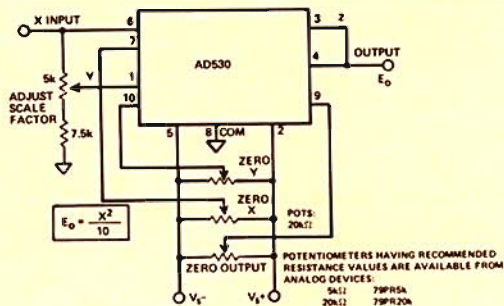 X INPUT
6
3
2
7
AD530
4
OUTPUT
E₀
5k
V
1
ADJUST
SCALE
FACTOR
10
9
7.5k
5
8 COM
2
ZERO
Y
E₀ = X²
10
ZERO
X
POTS:
20kΩ
ZERO OUTPUT
POTENTIOMETERS HAVING RECOMMENDED
RESISTANCE VALUES ARE AVAILABLE FROM
ANALOG DEVICES:
5kΩ 79PR5k
20kΩ 79PR20k
Vs- Vs+